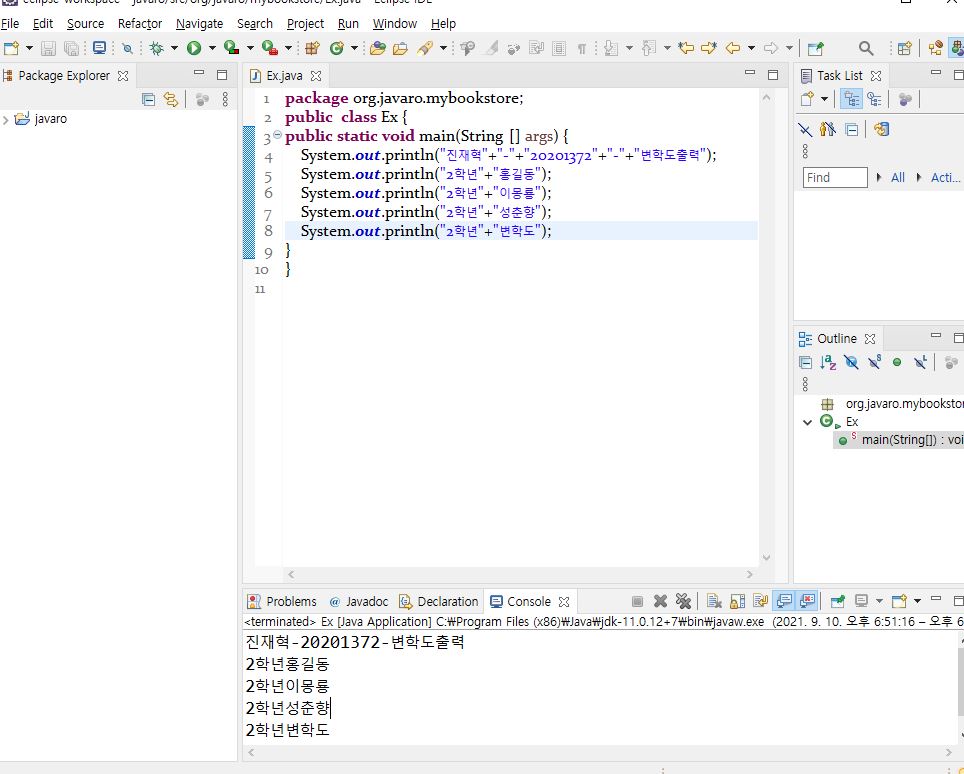 eclipse-workspace - javaro/src/org/javaro/mybookstore/Ex.java - Eclipse IDE
File Edit Source Refactor Navigate Search Project Run Window Help
Package Explorer
javaro
Ex.java
1 package org.javaro.mybookstore;
2 public class Ex {
3 public static void main(String [] args) {
4 System.out.println("진재혁"+"-"+"20201372"+"-"+"변학도출력");
5 System.out.println("2학년"+"홍길동");
6 System.out.println("2학년"+"이몽룡");
7 System.out.println("2학년"+"성춘향");
8 System.out.println("2학년"+"변학도");
9 }
10 }
11
Task List
Find All Acti...
Outline
org.javaro.mybookstor
Ex
main(String[]) : voi
Problems @ Javadoc Declaration Console
<terminated> Ex [Java Application] C:₩Program Files (x86)₩Java₩jdk-11.0.12+7₩bin₩javaw.exe (2021. 9. 10. 오후 6:51:16 – 오후 6
진재혁-20201372-변학도출력
2학년홍길동
2학년이몽룡
2학년성춘향
2학년변학도